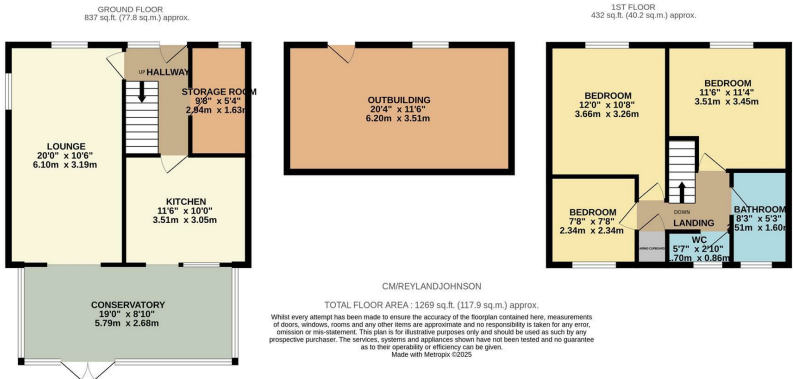 GROUND FLOOR
837 sq.ft. (77.8 sq.m.) approx.
1ST FLOOR
432 sq.ft. (40.2 sq.m.) approx.
UP
HALLWAY
STORAGE ROOM
9'8" x 5'4"
2.94m x 1.63m
LOUNGE
20'0" x 10'6"
6.10m x 3.19m
KITCHEN
11'6" x 10'0"
3.51m x 3.05m
CONSERVATORY
19'0" x 8'10"
5.79m x 2.68m
OUTBUILDING
20'4" x 11'6"
6.20m x 3.51m
BEDROOM
12'0" x 10'8"
3.66m x 3.26m
BEDROOM
11'6" x 11'4"
3.51m x 3.45m
BEDROOM
7'8" x 7'8"
2.34m x 2.34m
DOWN
LANDING
BATHROOM
8'3" x 5'3"
.51m x 1.60m
WC
5'7" x 2'10"
1.70m x 0.86m
CM/REYLANDJOHNSON
TOTAL FLOOR AREA : 1269 sq.ft. (117.9 sq.m.) approx.
Whilst every attempt has been made to ensure the accuracy of the floorplan contained here, measurements
of doors, windows, rooms and any other items are approximate and no responsibility is taken for any error,
omission or mis-statement. This plan is for illustrative purposes only and should be used as such by any
prospective purchaser. The services, systems and appliances shown have not been tested and no guarantee
as to their operability or efficiency can be given.
Made with Metropix ©2025